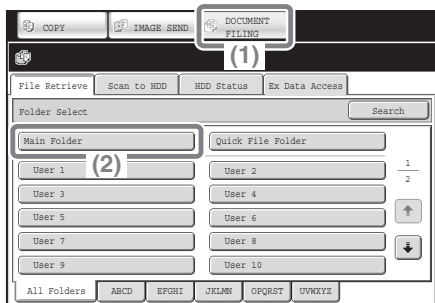 COPY IMAGE SEND DOCUMENT
FILING
(1)
File Retrieve Scan to HDD HDD Status Ex Data Access
Folder Select Search
Main Folder Quick File Folder
(2)
User 1 User 2
1
2
User 3 User 4
User 5 User 6
User 7 User 8
User 9 User 10
All Folders ABCD EFGHI JKLMN OPQRST UVWXYZ